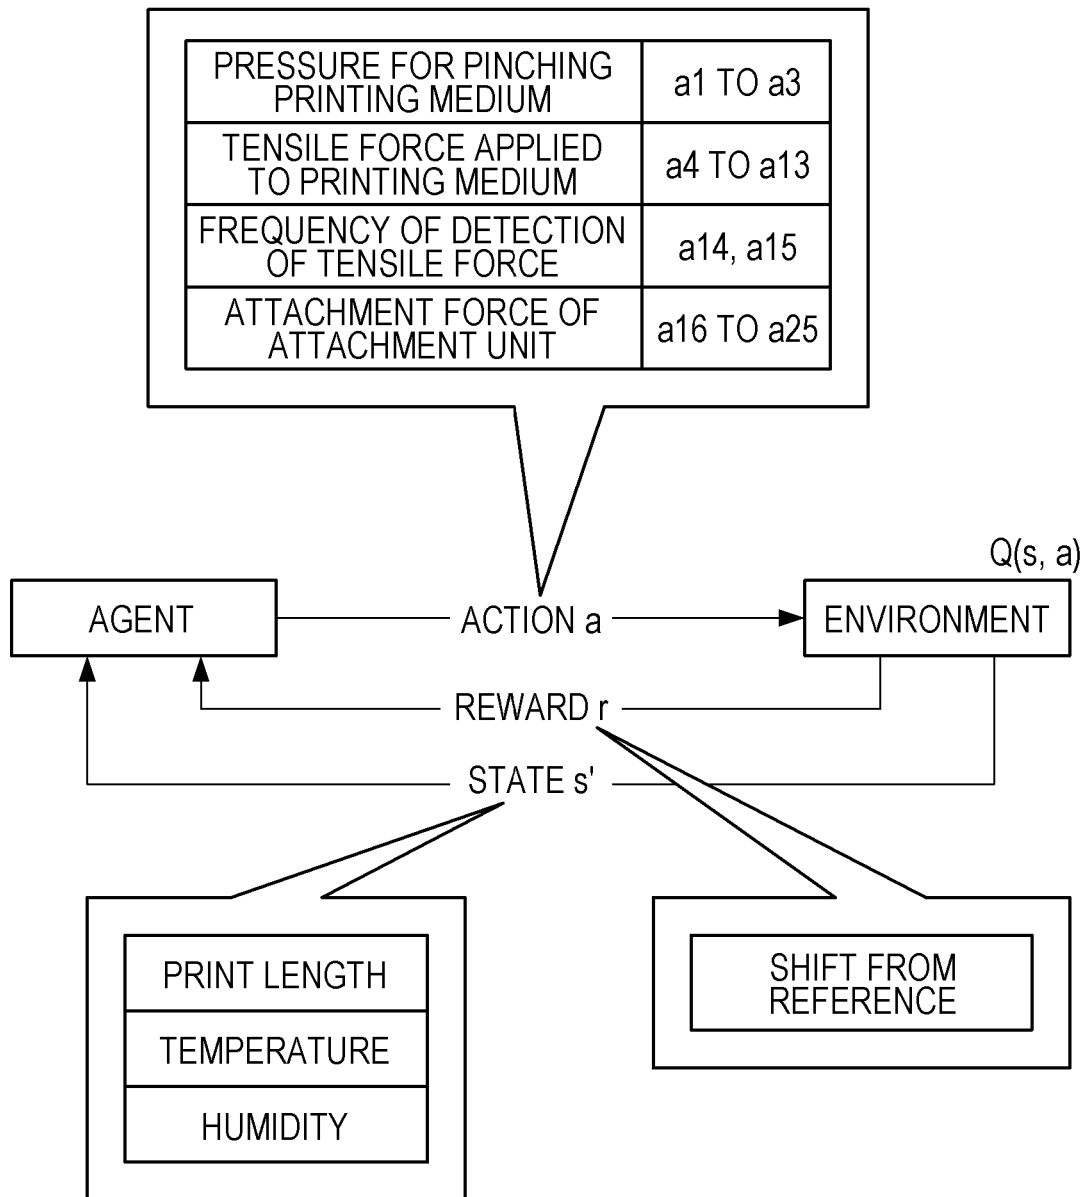 PRESSURE FOR PINCHING
PRINTING MEDIUM
a1 TO a3
TENSILE FORCE APPLIED
TO PRINTING MEDIUM
a4 TO a13
FREQUENCY OF DETECTION
OF TENSILE FORCE
a14, a15
ATTACHMENT FORCE OF
ATTACHMENT UNIT
a16 TO a25
Q(s, a)
AGENT
ACTION a
ENVIRONMENT
REWARD r
STATE s'
PRINT LENGTH
TEMPERATURE
HUMIDITY
SHIFT FROM
REFERENCE